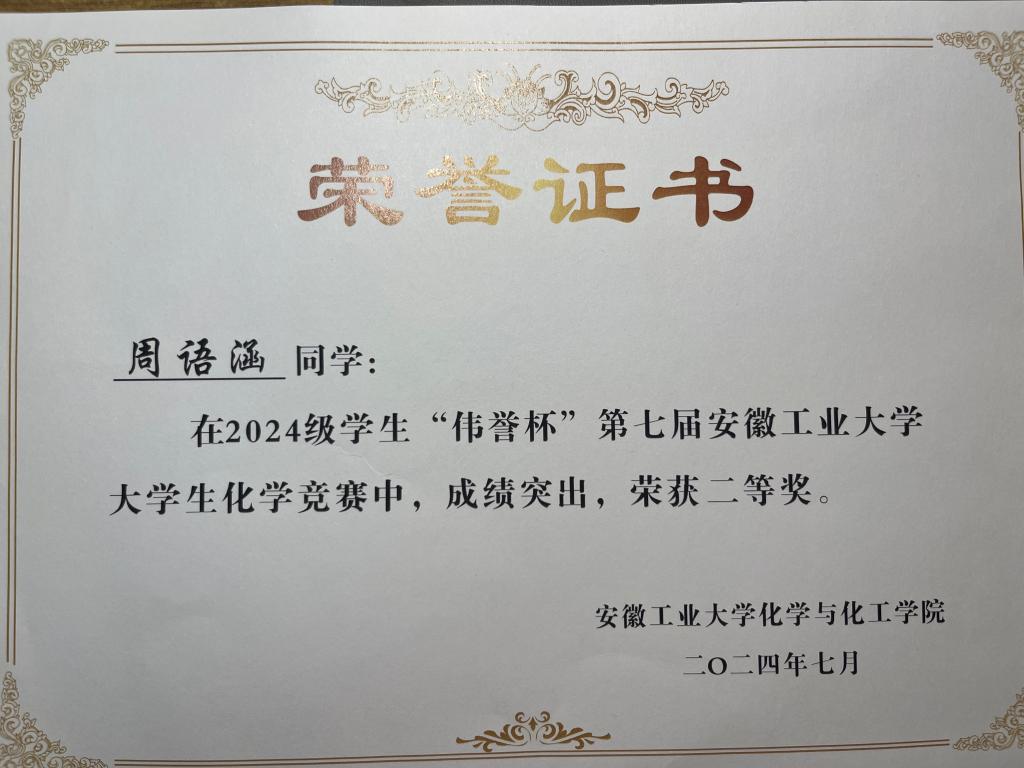 荣誉证书
周语涵 同学：
在2024级学生“伟誉杯”第七届安徽工业大学
大学生化学竞赛中，成绩突出，荣获二等奖。
安徽工业大学化学与化工学院
二〇二四年七月